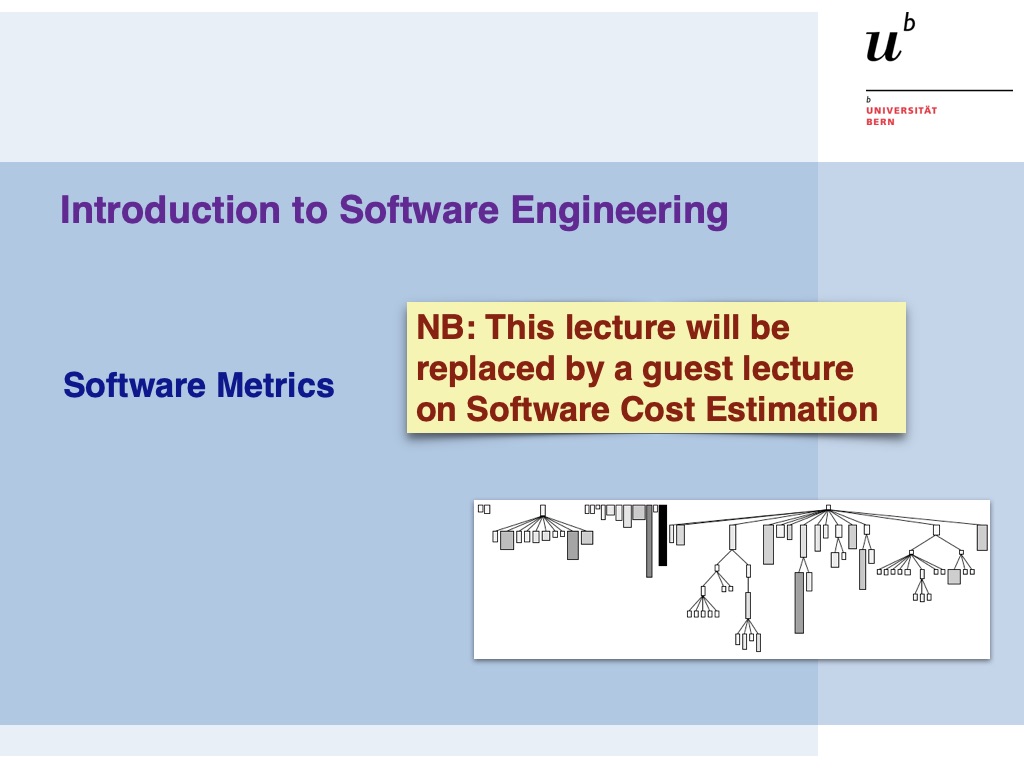 u b
b
UNIVERSITÄT
BERN
Introduction to Software Engineering
NB: This lecture will be
replaced by a guest lecture
on Software Cost Estimation
Software Metrics